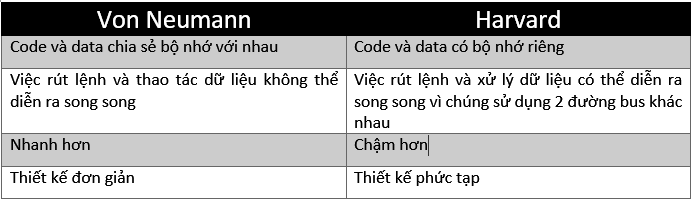 Von Neumann
Harvard
Code và data chia sẻ bộ nhớ với nhau
Code và data có bộ nhớ riêng
Việc rút lệnh và thao tác dữ liệu không thể
diễn ra song song
Việc rút lệnh và xử lý dữ liệu có thể diễn ra
song song vì chúng sử dụng 2 đường bus khác
nhau
Nhanh hơn
Chậm hơn
Thiết kế đơn giản
Thiết kế phức tạp